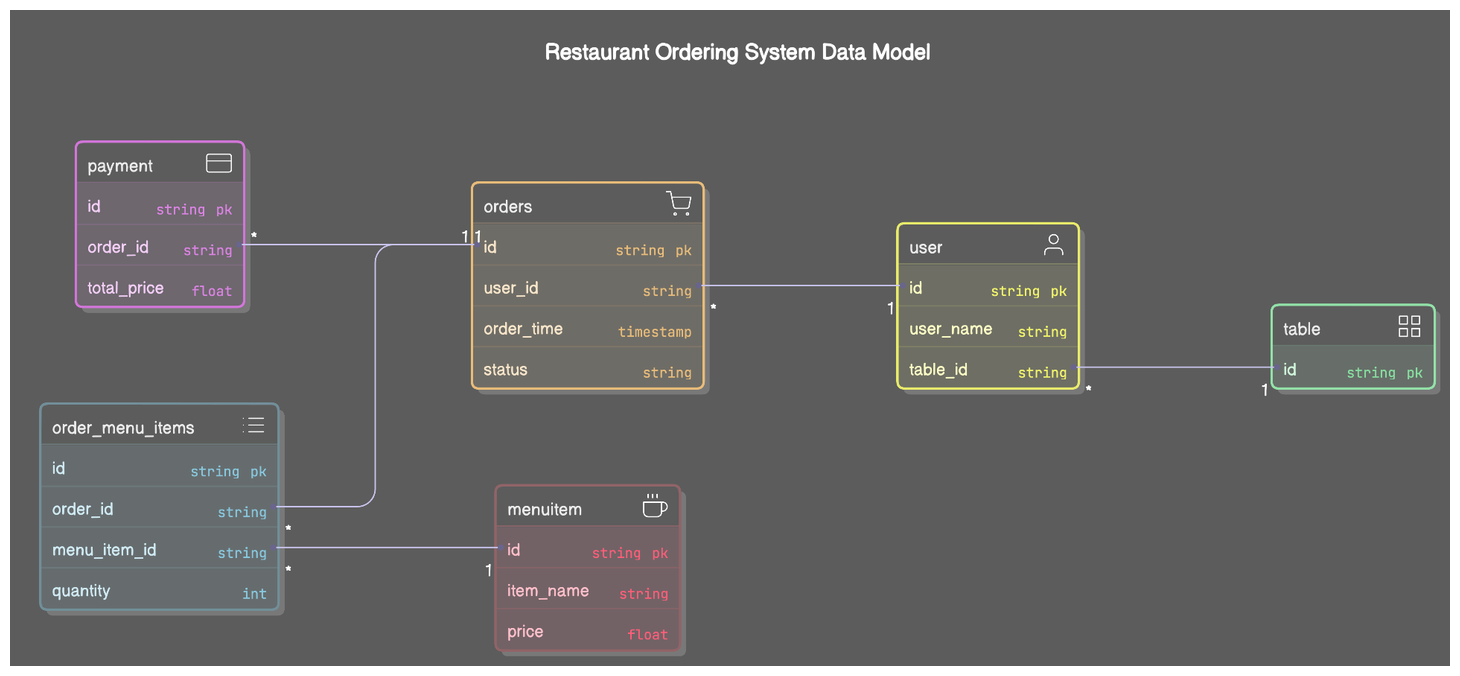 Restaurant Ordering System Data Model
payment
id string pk
order_id string
total_price float
*
1 1
orders
id string pk
user_id string
order_time timestamp
status string
*
1
user
id string pk
user_name string
table_id string
*
1
table
id string pk
order_menu_items
id string pk
order_id string
menu_item_id string
quantity int
*
*
1
menuitem
id string pk
item_name string
price float